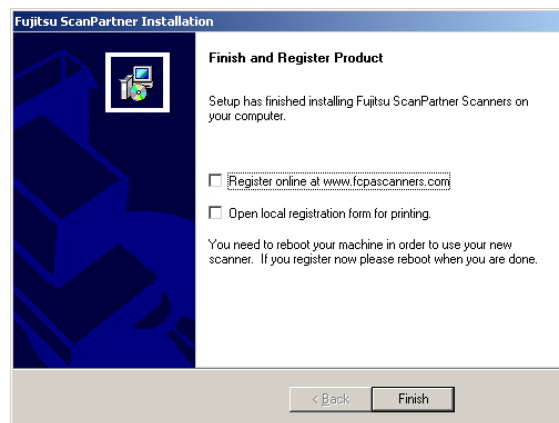 Fujitsu ScanPartner Installation
Finish and Register Product
Setup has finished installing Fujitsu ScanPartner Scanners on
your computer.
Register online at www.fcpascanners.com
Open local registration form for printing.
You need to reboot your machine in order to use your new
scanner. If you register now please reboot when you are done.
< Back
Finish